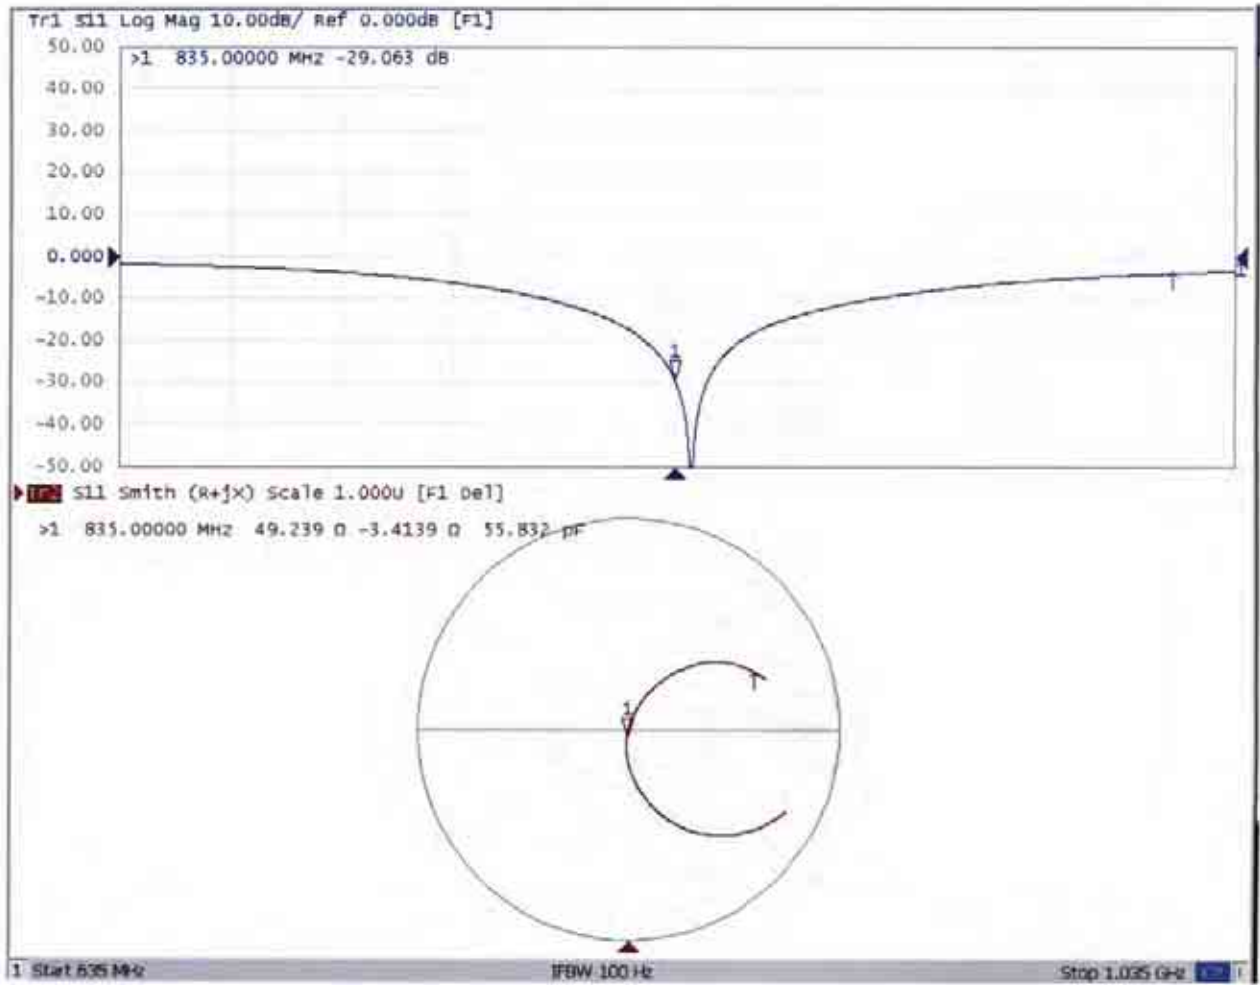 Tr1 S11 Log Mag 10.00dB/ Ref 0.000dB [F1]
50.00
>1 835.00000 MHz -29.063 dB
40.00
30.00
20.00
10.00
0.000
-10.00
-20.00
1
-30.00
-40.00
-50.00
Tr2 S11 Smith (R+jX) Scale 1.000U [F1 Del]
>1 835.00000 MHz 49.239 Ω -3.4139 Ω 55.832 pF
1
1 Start 635 MHz IFBW 100 Hz Stop 1.035 GHz